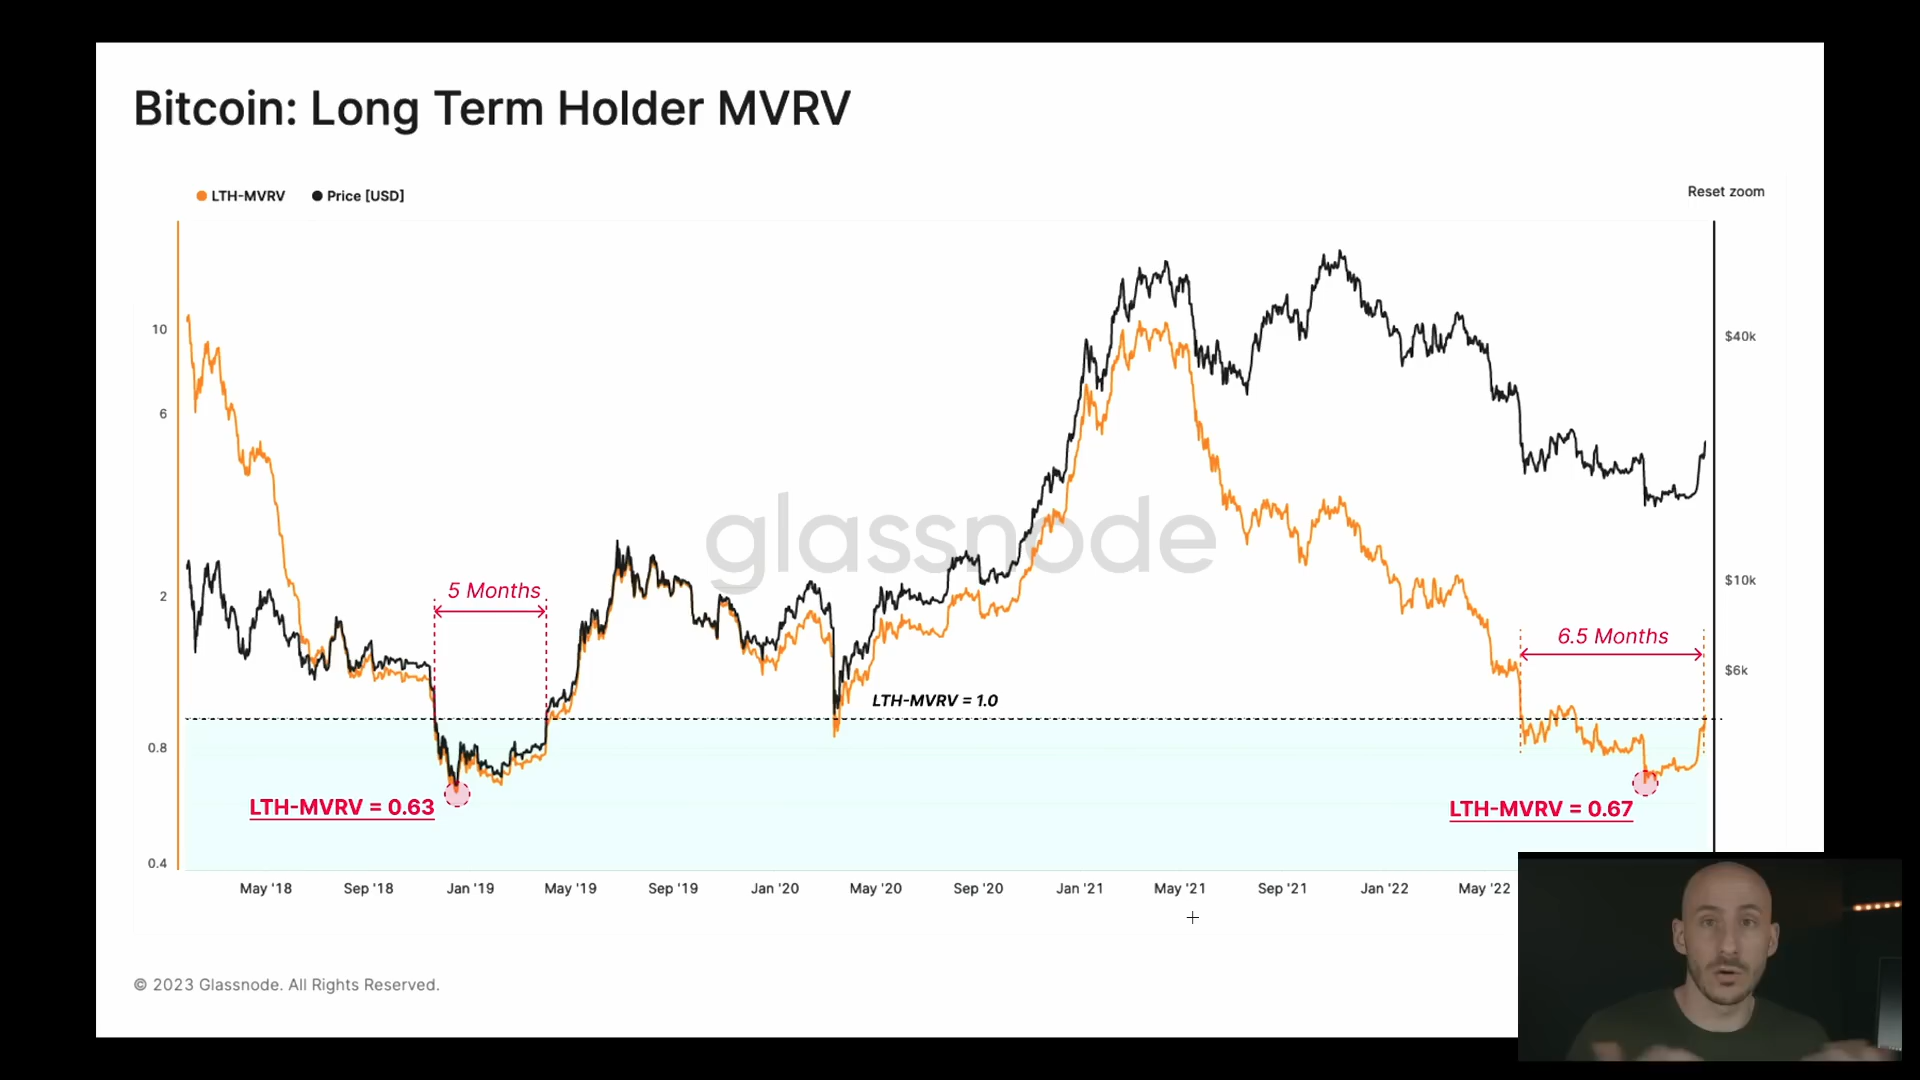 Bitcoin: Long Term Holder MVRV
LTH-MVRV Price [USD]
Reset zoom
10
6
2
0.8
0.4
$40k
$10k
$6k
glassnode
5 Months
6.5 Months
LTH-MVRV = 1.0
LTH-MVRV = 0.63
LTH-MVRV = 0.67
May '18 Sep '18 Jan '19 May '19 Sep '19 Jan '20 May '20 Sep '20 Jan '21 May '21 Sep '21 Jan '22 May '22
© 2023 Glassnode. All Rights Reserved.